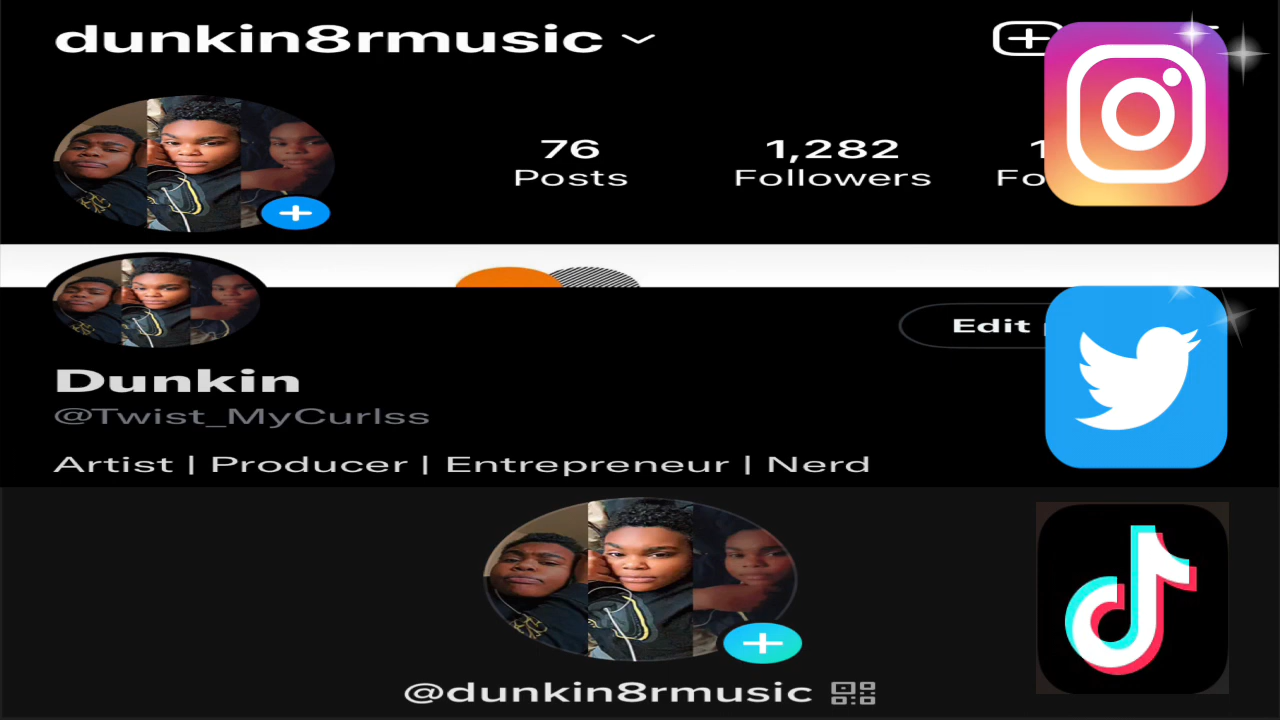 dunkin8rmusic
76 1,282
Posts Followers
Edit
Dunkin
@Twist_MyCurlss
Artist | Producer | Entrepreneur | Nerd
@dunkin8rmusic